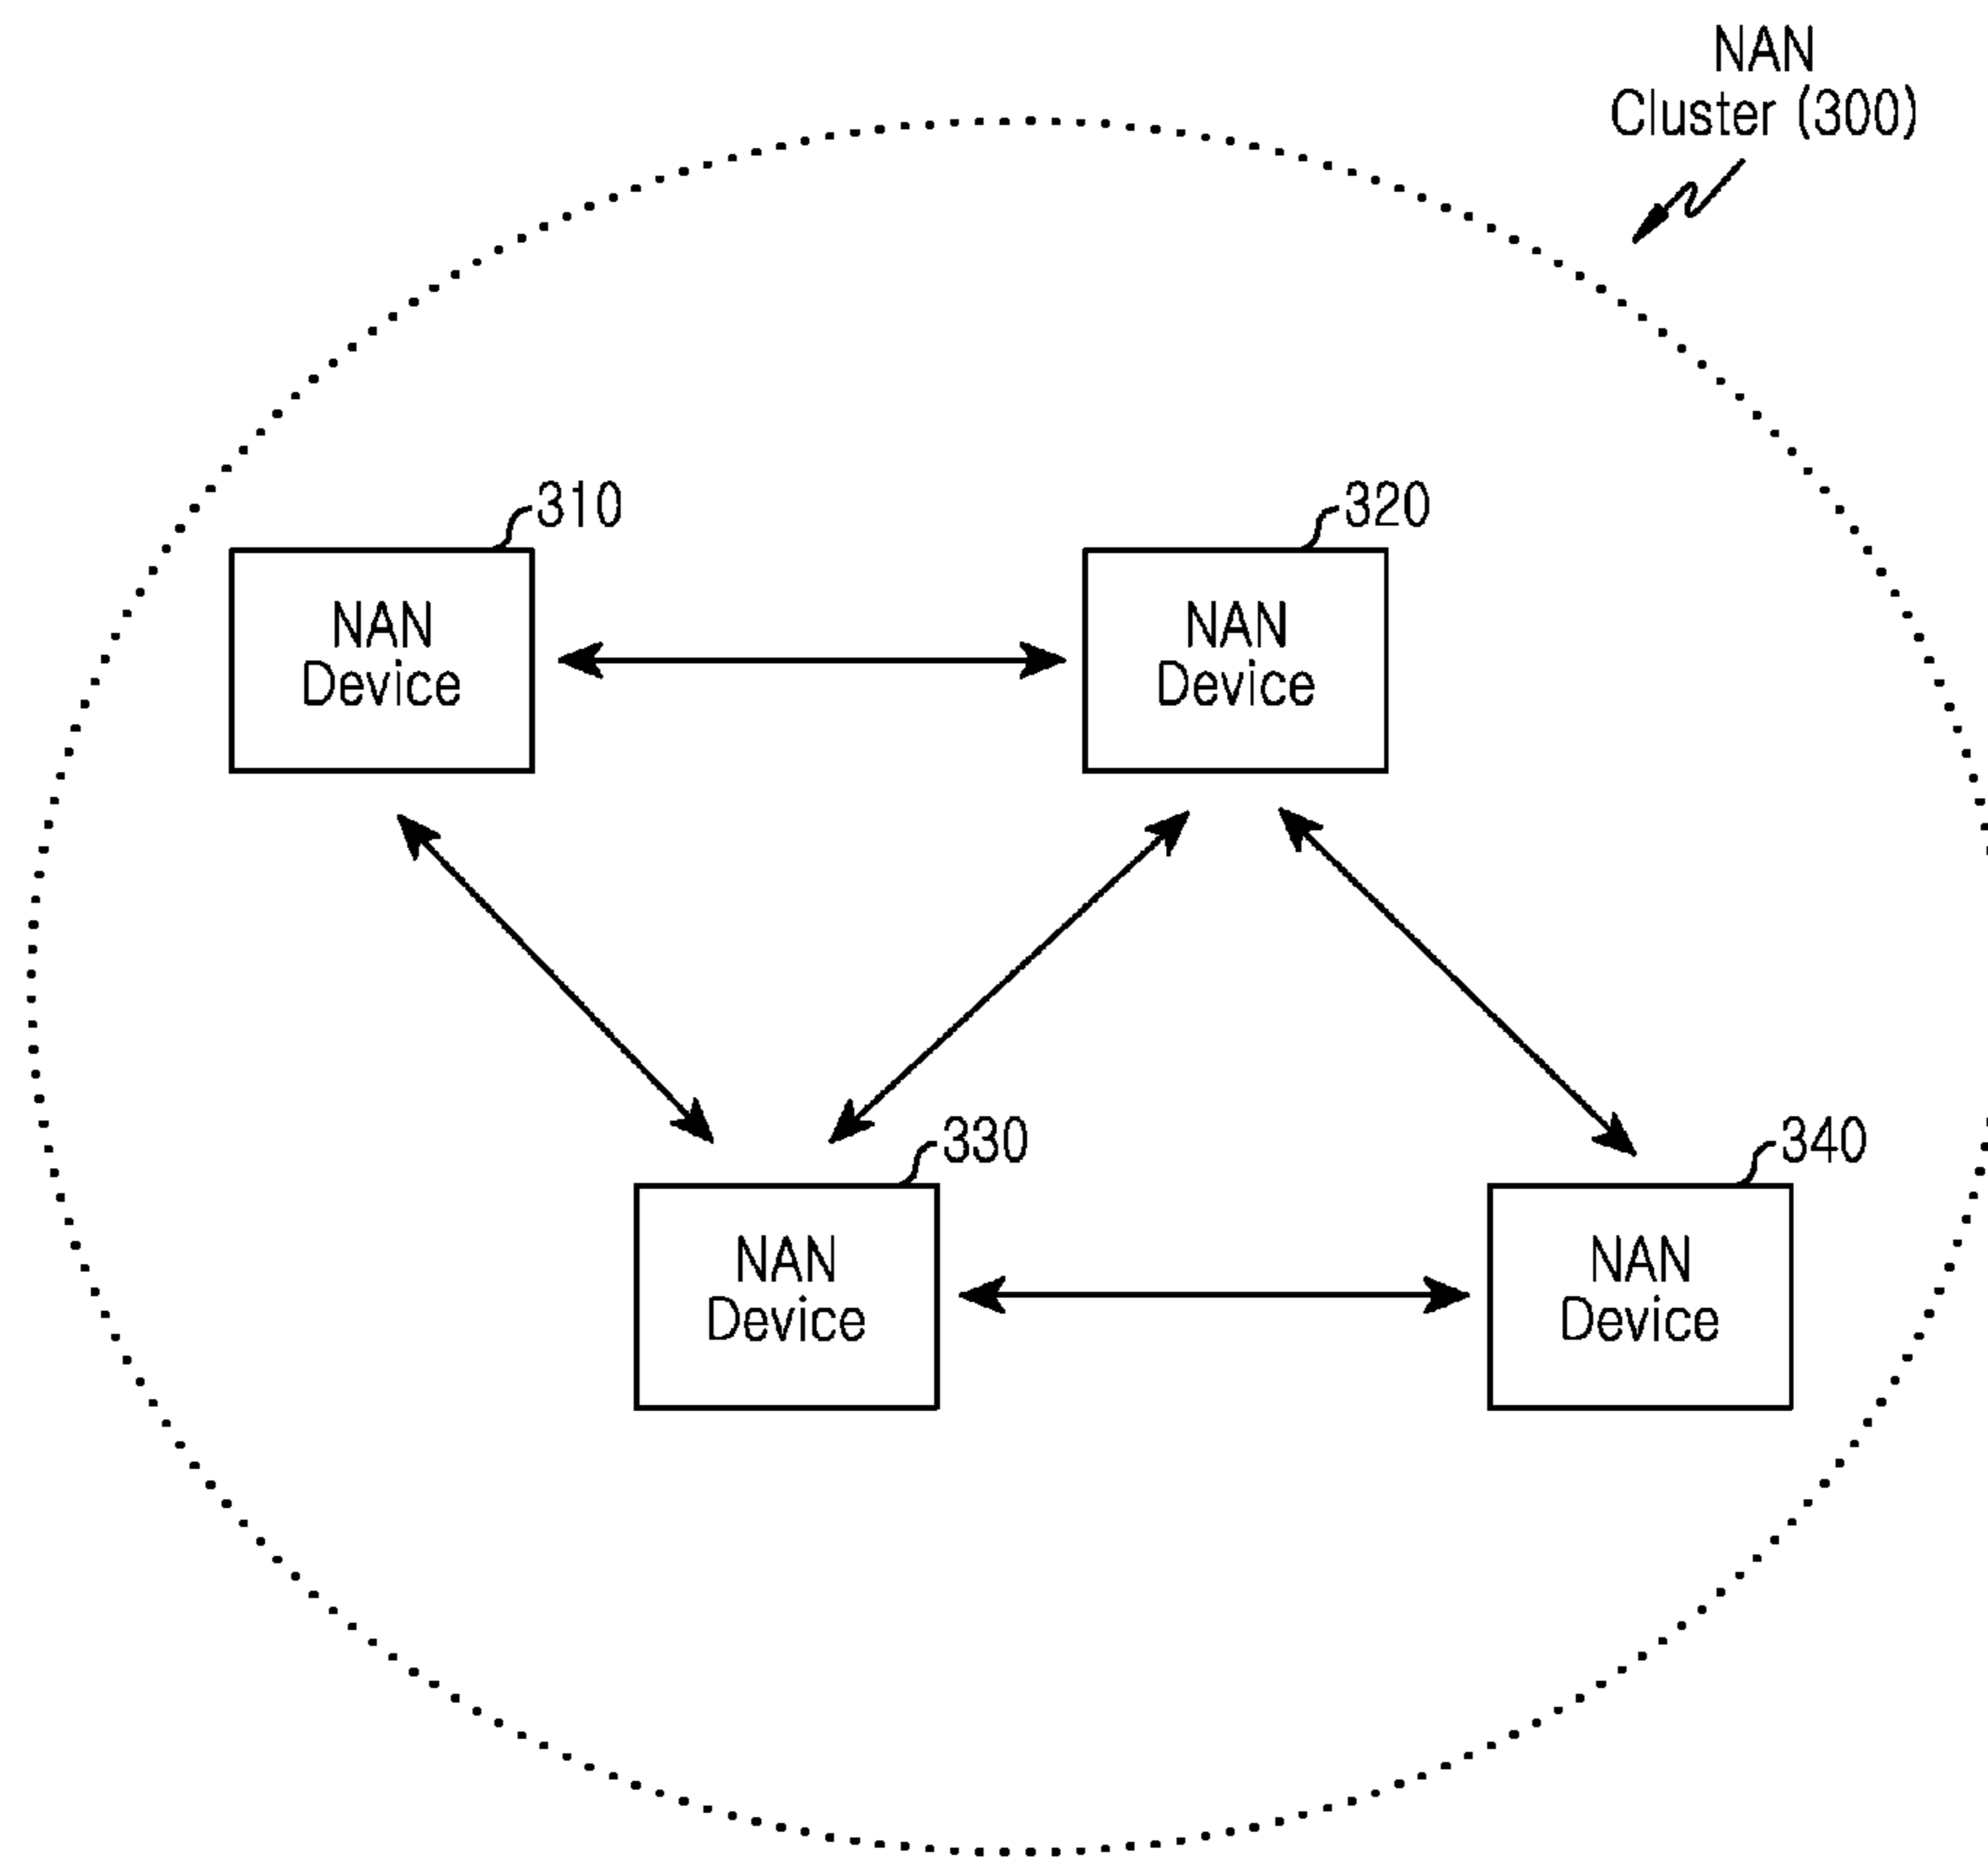 NAN
Cluster (300)
310
320
NAN
Device
NAN
Device
330
340
NAN
Device
NAN
Device